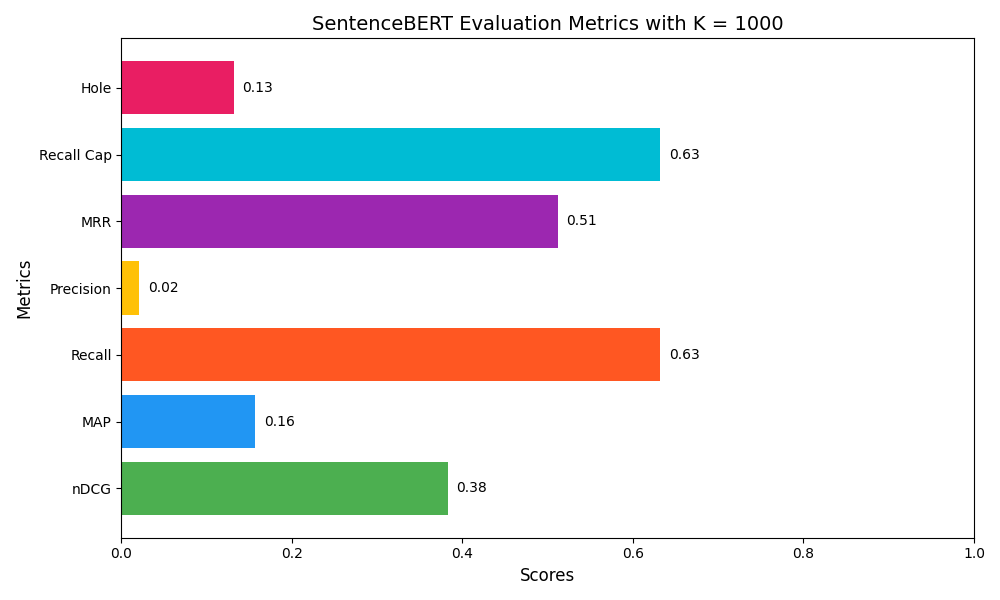 SentenceBERT Evaluation Metrics with K = 1000
Metrics
Hole 0.13
Recall Cap 0.63
MRR 0.51
Precision 0.02
Recall 0.63
MAP 0.16
nDCG 0.38
0.0 0.2 0.4 0.6 0.8 1.0
Scores